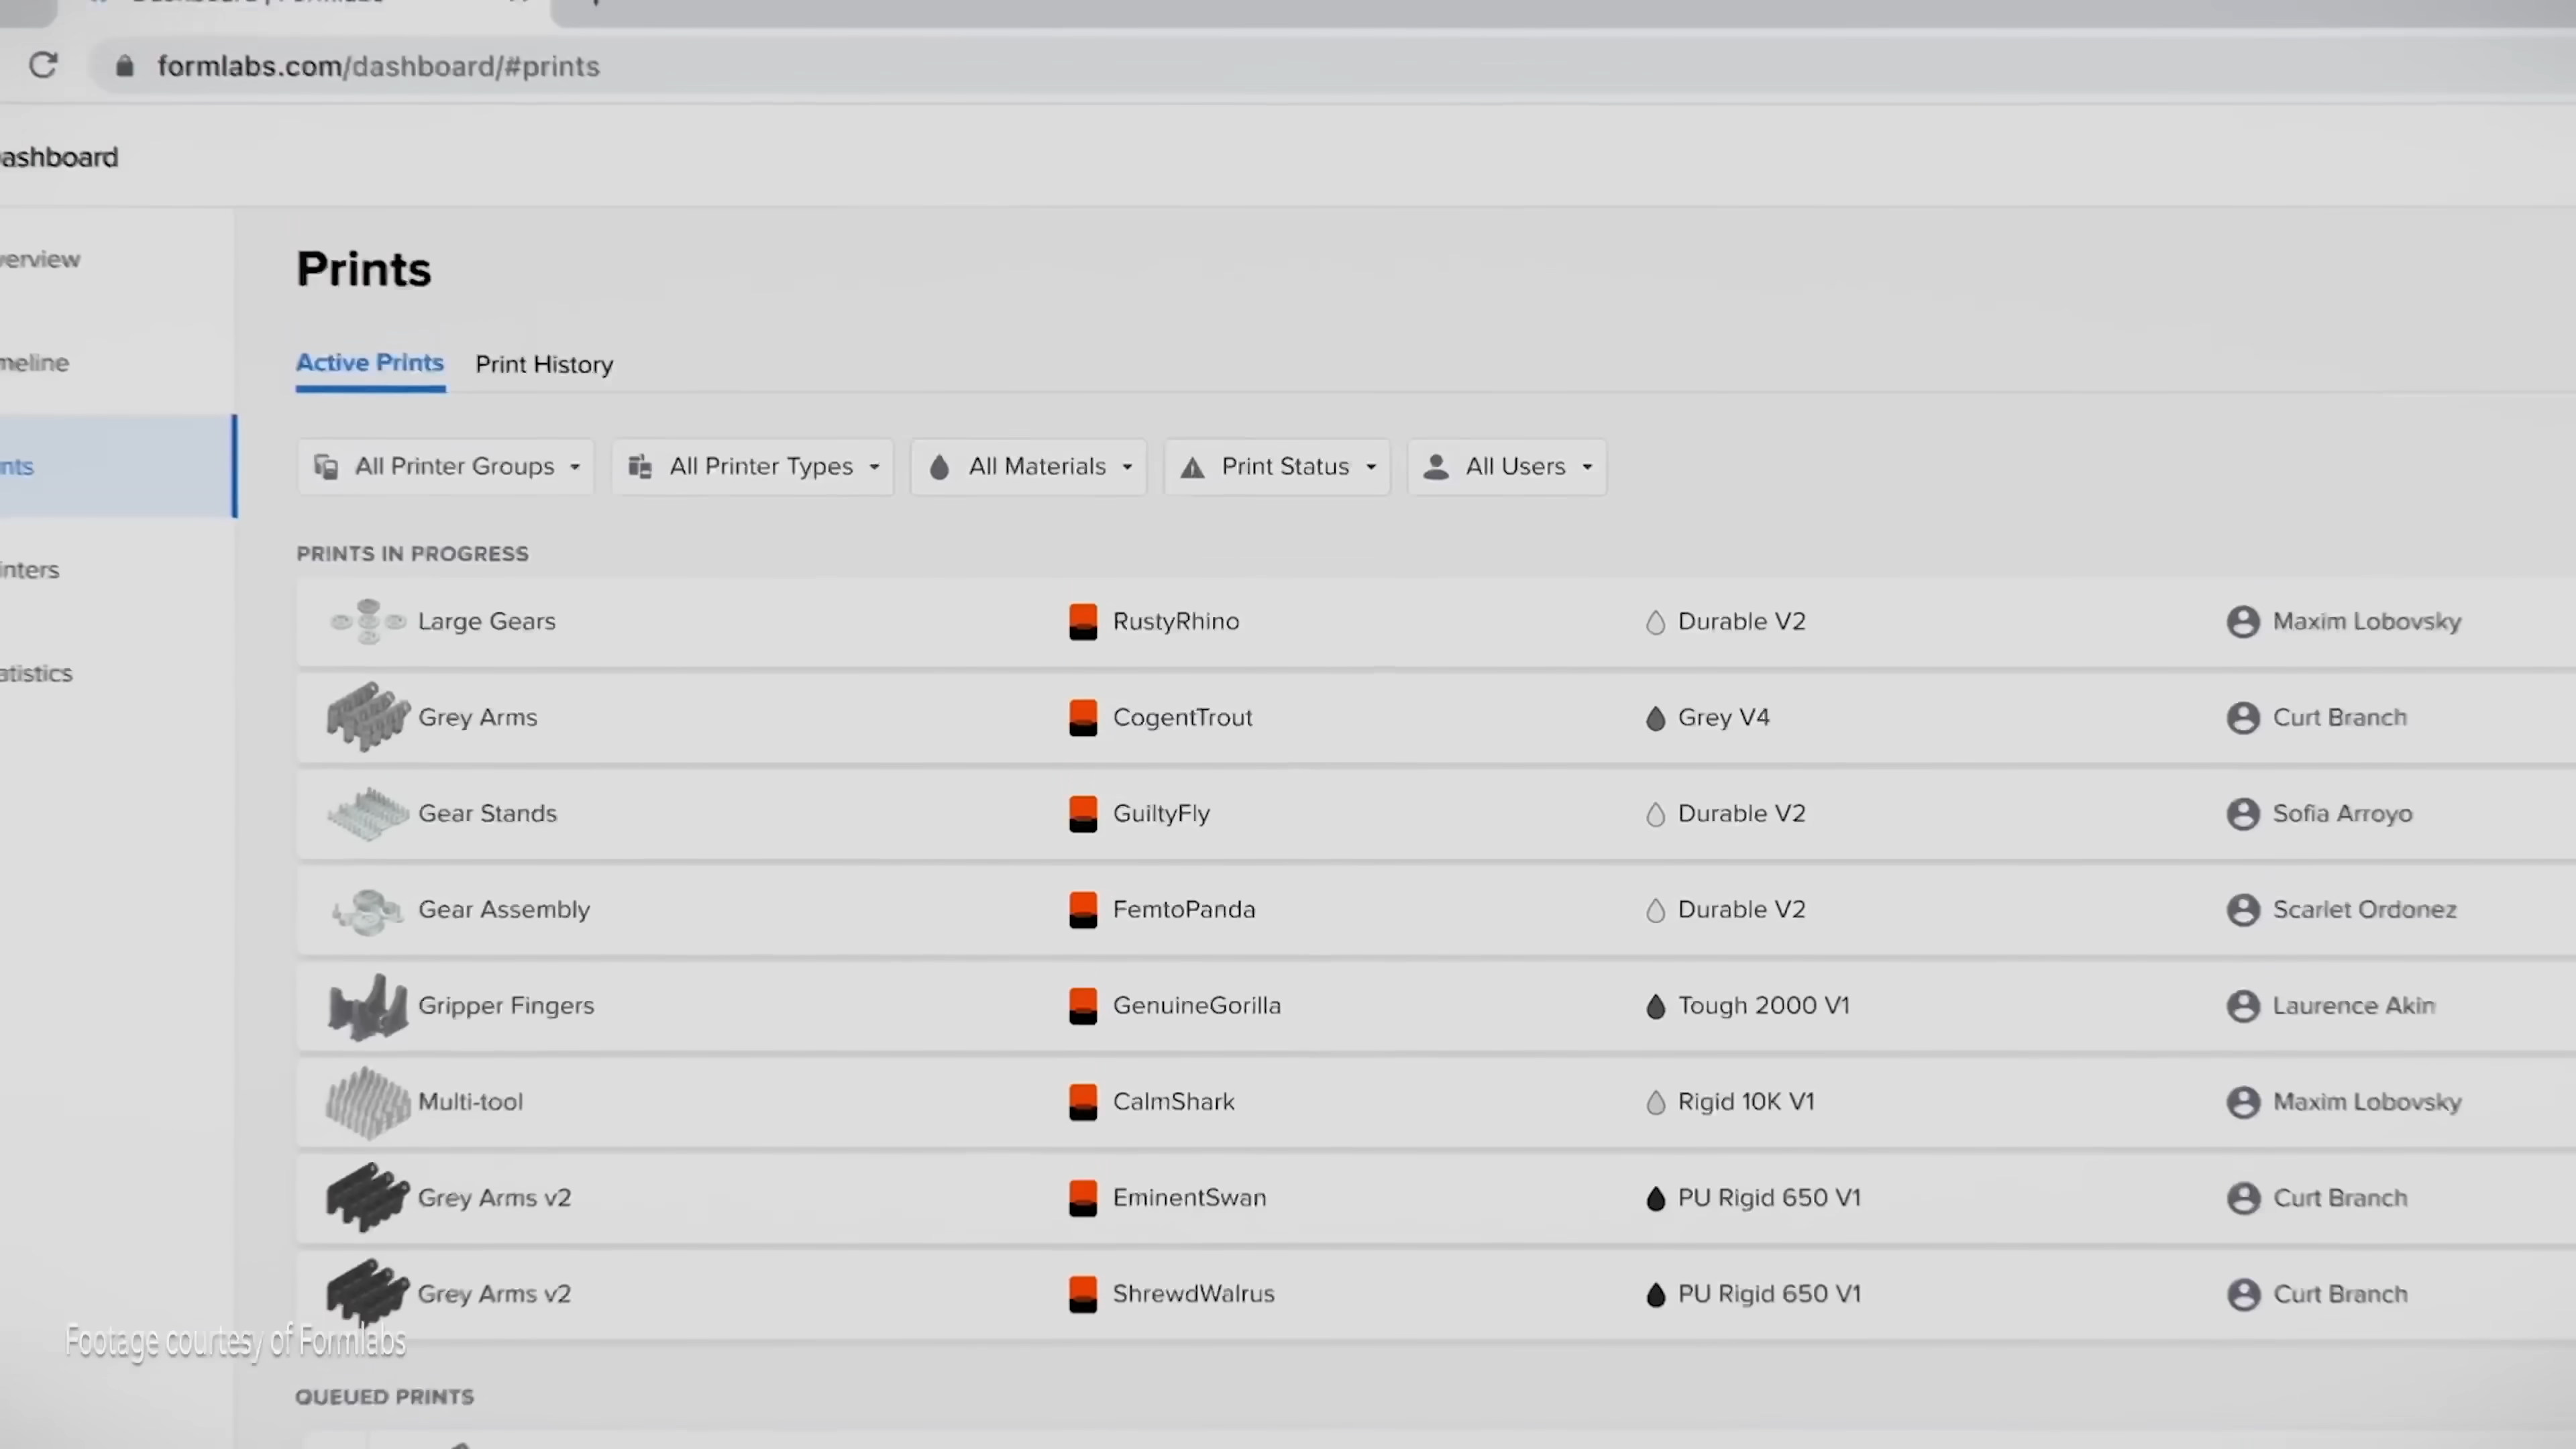 formlabs.com/dashboard/#prints
ashboard
verview
meline
nts
inters
atistics
Prints
Active Prints Print History
All Printer Groups All Printer Types All Materials Print Status All Users
PRINTS IN PROGRESS
Large Gears RustyRhino Durable V2 Maxim Lobovsky
Grey Arms CogentTrout Grey V4 Curt Branch
Gear Stands GuiltyFly Durable V2 Sofia Arroyo
Gear Assembly FemtoPanda Durable V2 Scarlet Ordonez
Gripper Fingers GenuineGorilla Tough 2000 V1 Laurence Akin
Multi-tool CalmShark Rigid 10K V1 Maxim Lobovsky
Grey Arms v2 EminentSwan PU Rigid 650 V1 Curt Branch
Grey Arms v2 ShrewdWalrus PU Rigid 650 V1 Curt Branch
Footage courtesy of Formlabs
QUEUED PRINTS